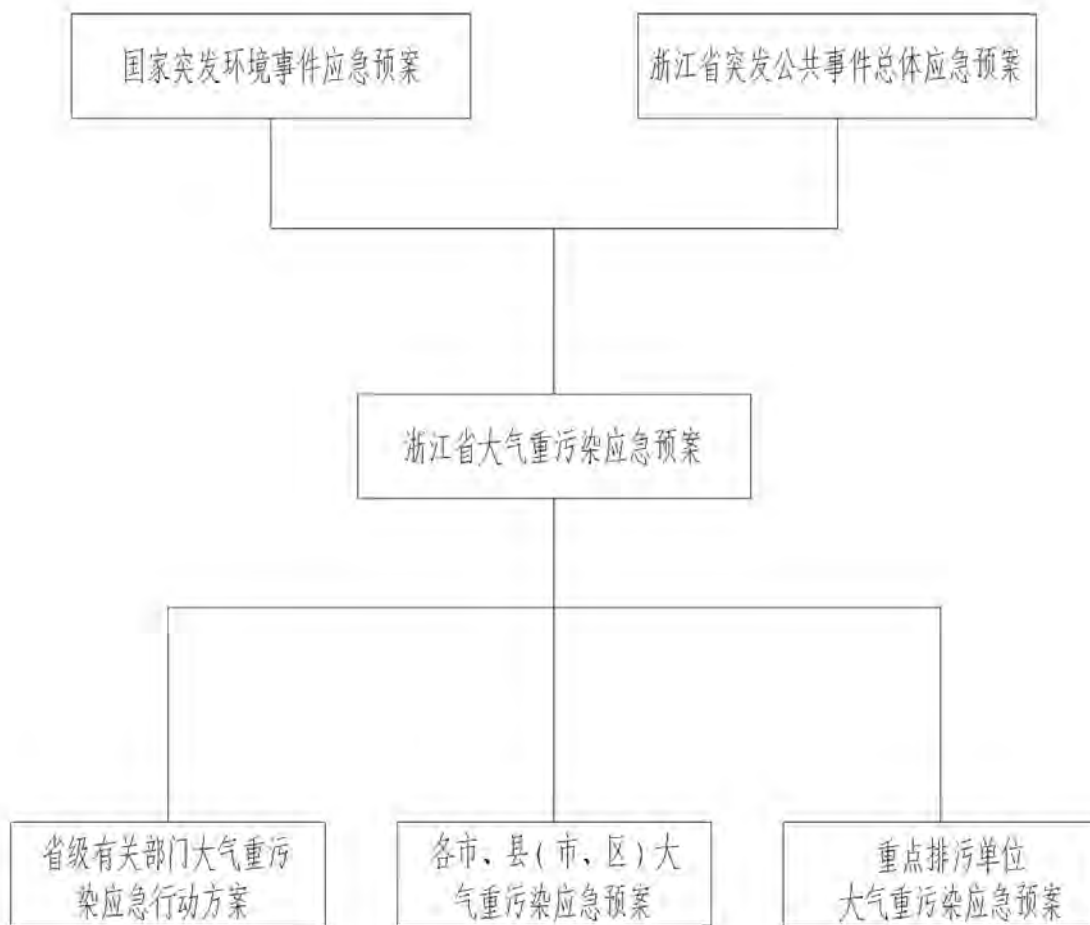 国家突发环境事件应急预案
浙江省突发公共事件总体应急预案
浙江省大气重污染应急预案
省级有关部门大气重污
染应急行动方案
各市、县(市、区)大
气重污染应急预案
重点排污单位
大气重污染应急预案